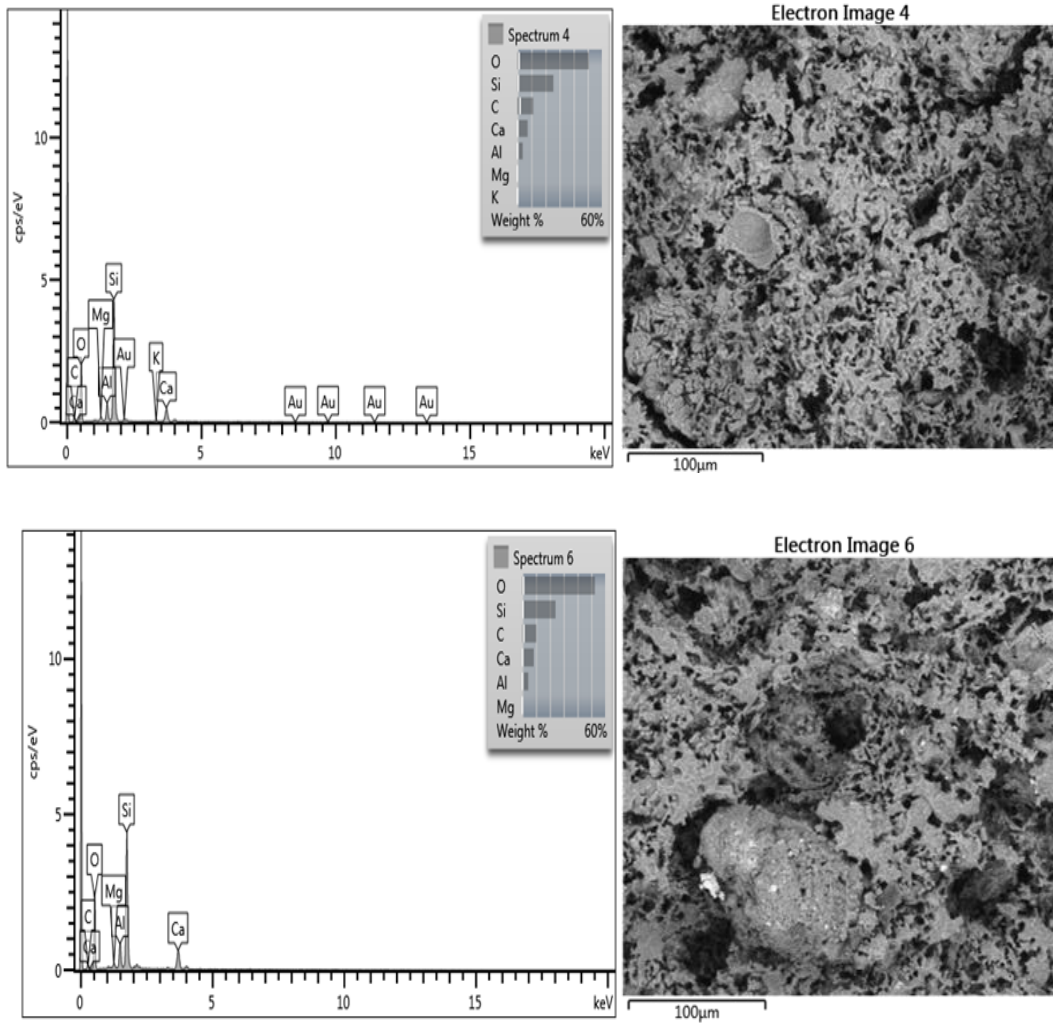 Electron Image 4
Spectrum 4
O
Si
C
Ca
Al
Mg
K
Weight % 60%
cps/eV
10
5
0
Si
Mg
O
Au
K
C
Al
Ca
Ca
Au
Au
Au
Au
0 5 10 15 keV
100μm
Electron Image 6
Spectrum 6
O
Si
C
Ca
Al
Mg
Weight % 60%
cps/eV
10
5
0
Si
O
Mg
C
Al
Ca
Ca
0 5 10 15 keV
100μm